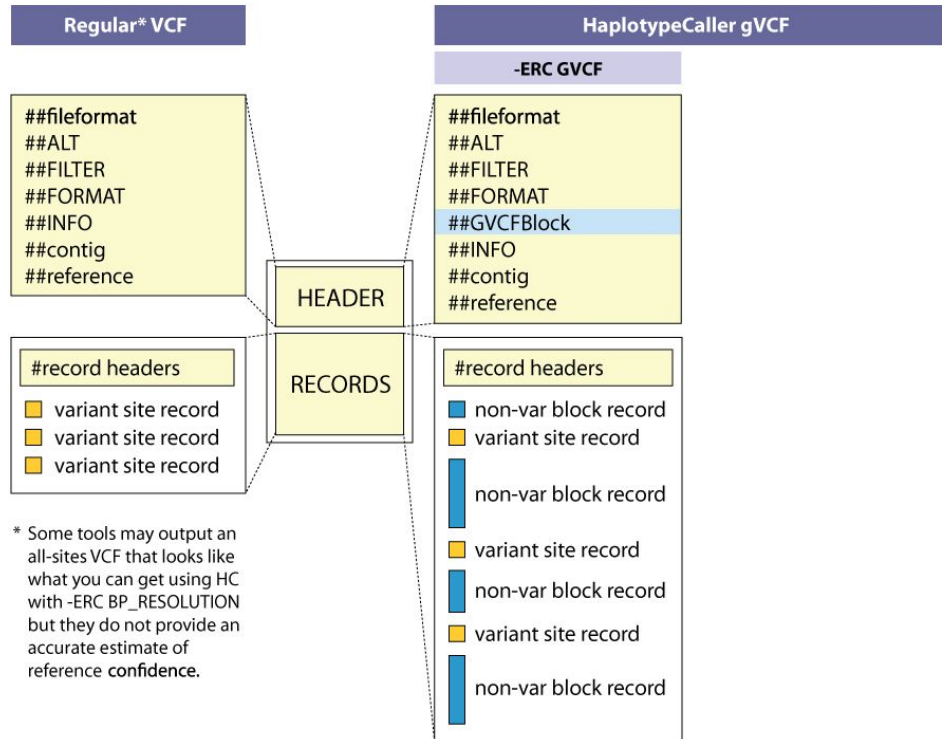 Regular* VCF
##fileformat
##ALT
##FILTER
##FORMAT
##INFO
##contig
##reference
#record headers
variant site record
variant site record
variant site record
* Some tools may output an
all-sites VCF that looks like
what you can get using HC
with -ERC BP_RESOLUTION
but they do not provide an
accurate estimate of
reference confidence.
HEADER
RECORDS
HaplotypeCaller gVCF
-ERC GVCF
##fileformat
##ALT
##FILTER
##FORMAT
##GVCFBlock
##INFO
##contig
##reference
#record headers
non-var block record
variant site record
non-var block record
variant site record
non-var block record
variant site record
non-var block record